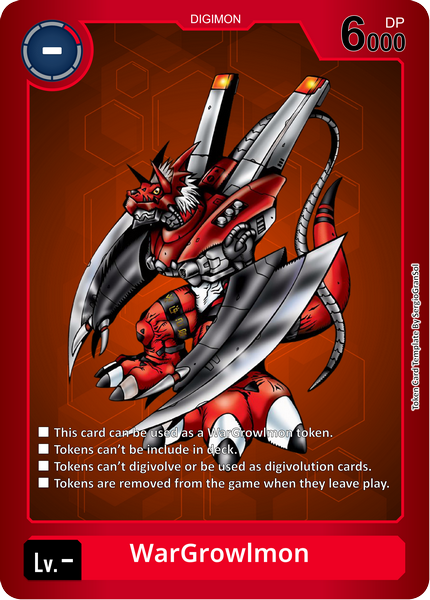 DIGIMON
-
DP
6000
Token Card Template By SergioGranSol
This card can be used as a WarGrowlmon token.
Tokens can't be include in deck.
Tokens can't digivolve or be used as digivolution cards.
Tokens are removed from the game when they leave play.
Lv.-
WarGrowlmon